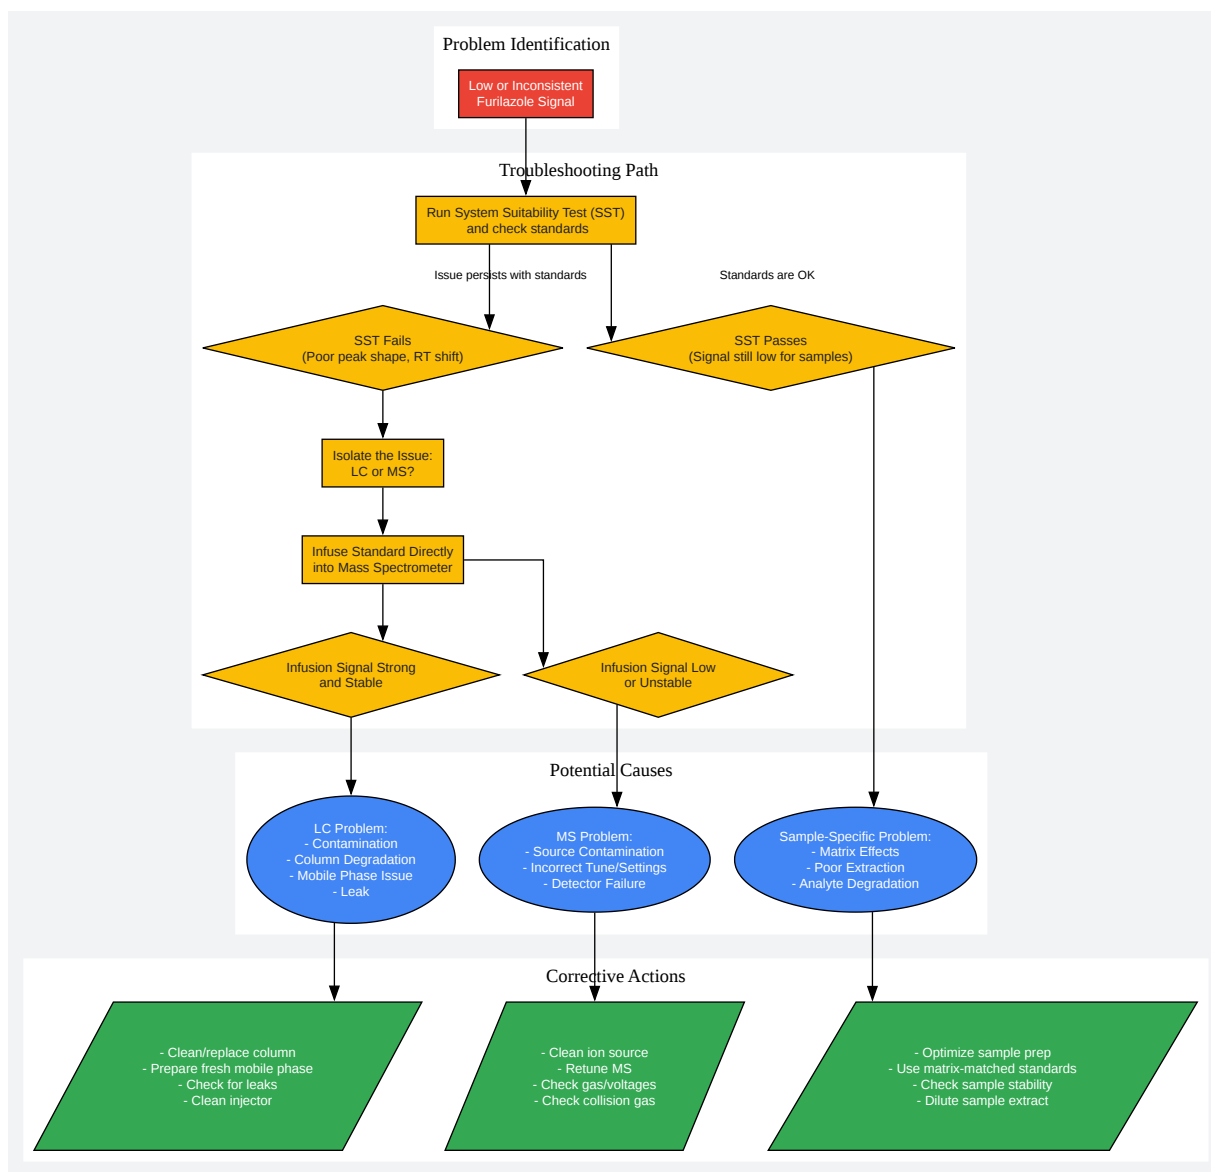 Problem Identification
Low or Inconsistent
Furilazole Signal
Troubleshooting Path
Run System Suitability Test (SST)
and check standards
Issue persists with standards
Standards are OK
SST Fails
(Poor peak shape, RT shift)
SST Passes
(Signal still low for samples)
Isolate the Issue:
LC or MS?
Infuse Standard Directly
into Mass Spectrometer
Infusion Signal Strong
and Stable
Infusion Signal Low
or Unstable
Potential Causes
LC Problem:
- Contamination
- Column Degradation
- Mobile Phase Issue
- Leak
MS Problem:
- Source Contamination
- Incorrect Tune/Settings
- Detector Failure
Sample-Specific Problem:
- Matrix Effects
- Poor Extraction
- Analyte Degradation
Corrective Actions
- Clean/replace column
- Prepare fresh mobile phase
- Check for leaks
- Clean injector
- Clean ion source
- Retune MS
- Check gas/voltages
- Check collision gas
- Optimize sample prep
- Use matrix-matched standards
- Check sample stability
- Dilute sample extract